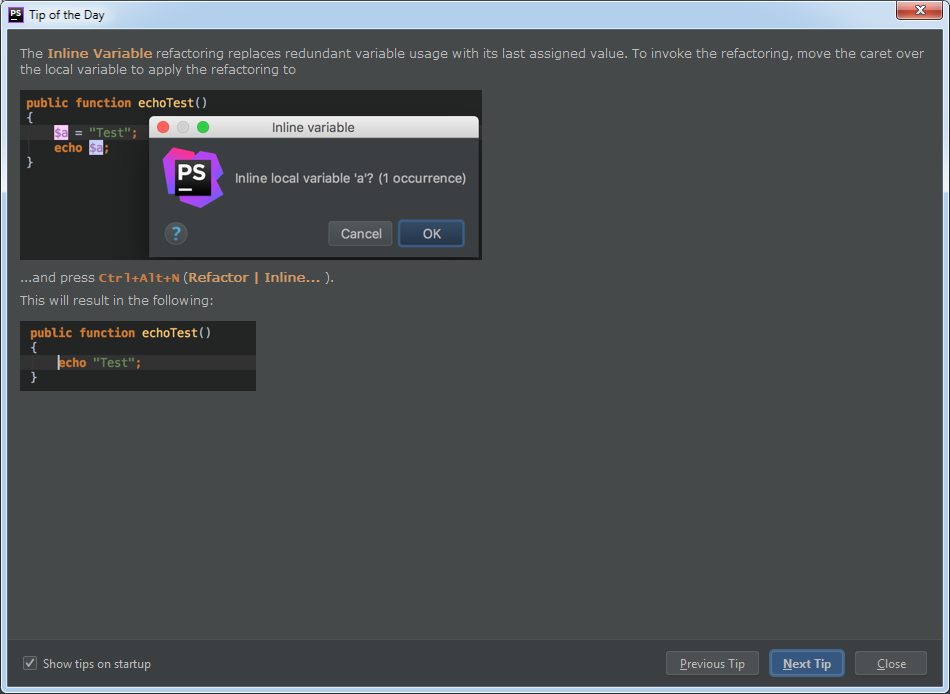 PS Tip of the Day
The Inline Variable refactoring replaces redundant variable usage with its last assigned value. To invoke the refactoring, move the caret over
the local variable to apply the refactoring to
public function echoTest()
{
$a = "Test";
echo $a;
}
Inline variable
PS
Inline local variable 'a'? (1 occurrence)
?
Cancel
OK
...and press Ctrl+Alt+N (Refactor | Inline... ).
This will result in the following:
public function echoTest()
{
echo "Test";
}
Show tips on startup
Previous Tip
Next Tip
Close